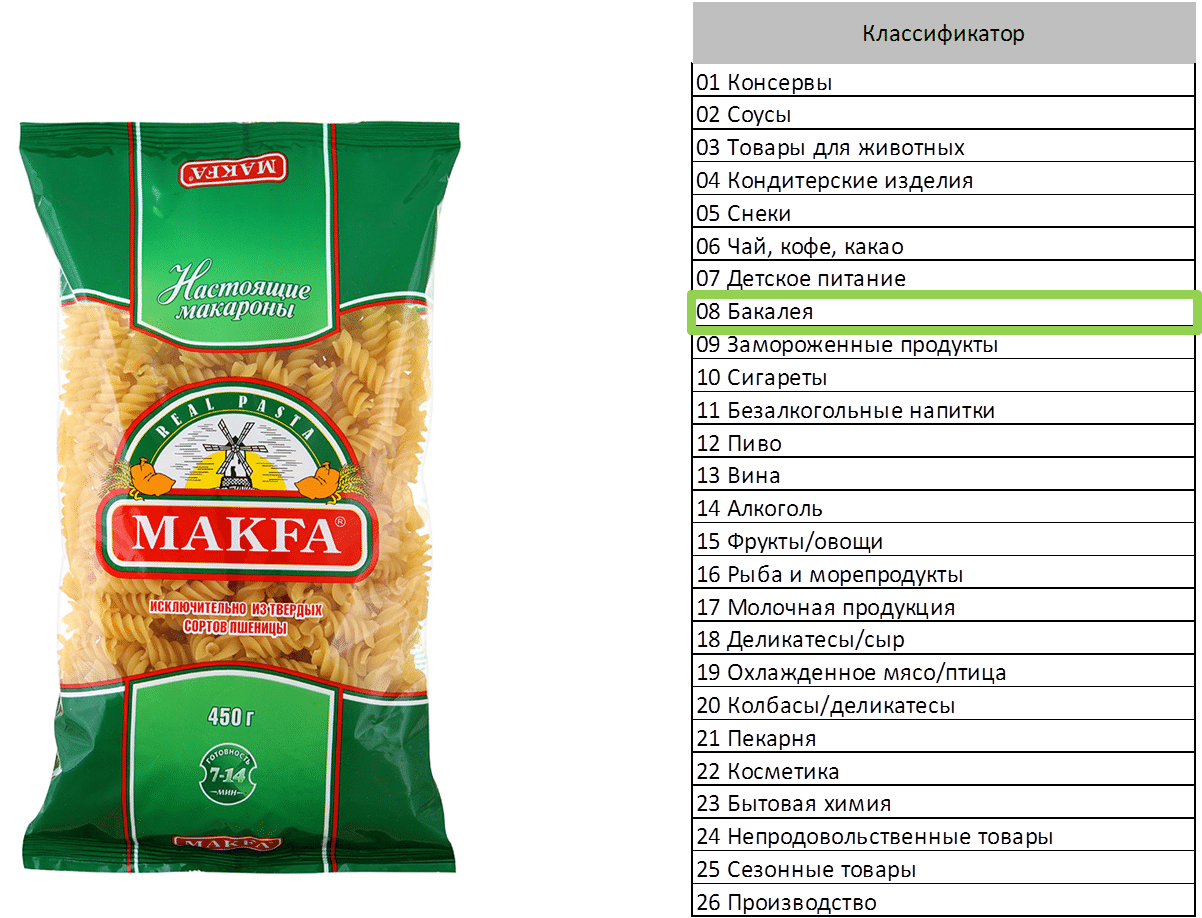 MAKFA®
Настоящие
макароны
REAL PASTA
MAKFA®
ИСКЛЮЧИТЕЛЬНО ИЗ ТВЕРДЫХ
СОРТОВ ПШЕНИЦЫ
450 г
ГОТОВНОСТЬ
7-14
МИН
MAKFA
Классификатор
01 Консервы
02 Соусы
03 Товары для животных
04 Кондитерские изделия
05 Снеки
06 Чай, кофе, какао
07 Детское питание
08 Бакалея
09 Замороженные продукты
10 Сигареты
11 Безалкогольные напитки
12 Пиво
13 Вина
14 Алкоголь
15 Фрукты/овощи
16 Рыба и морепродукты
17 Молочная продукция
18 Деликатесы/сыр
19 Охлажденное мясо/птица
20 Колбасы/деликатесы
21 Пекарня
22 Косметика
23 Бытовая химия
24 Непродовольственные товары
25 Сезонные товары
26 Производство